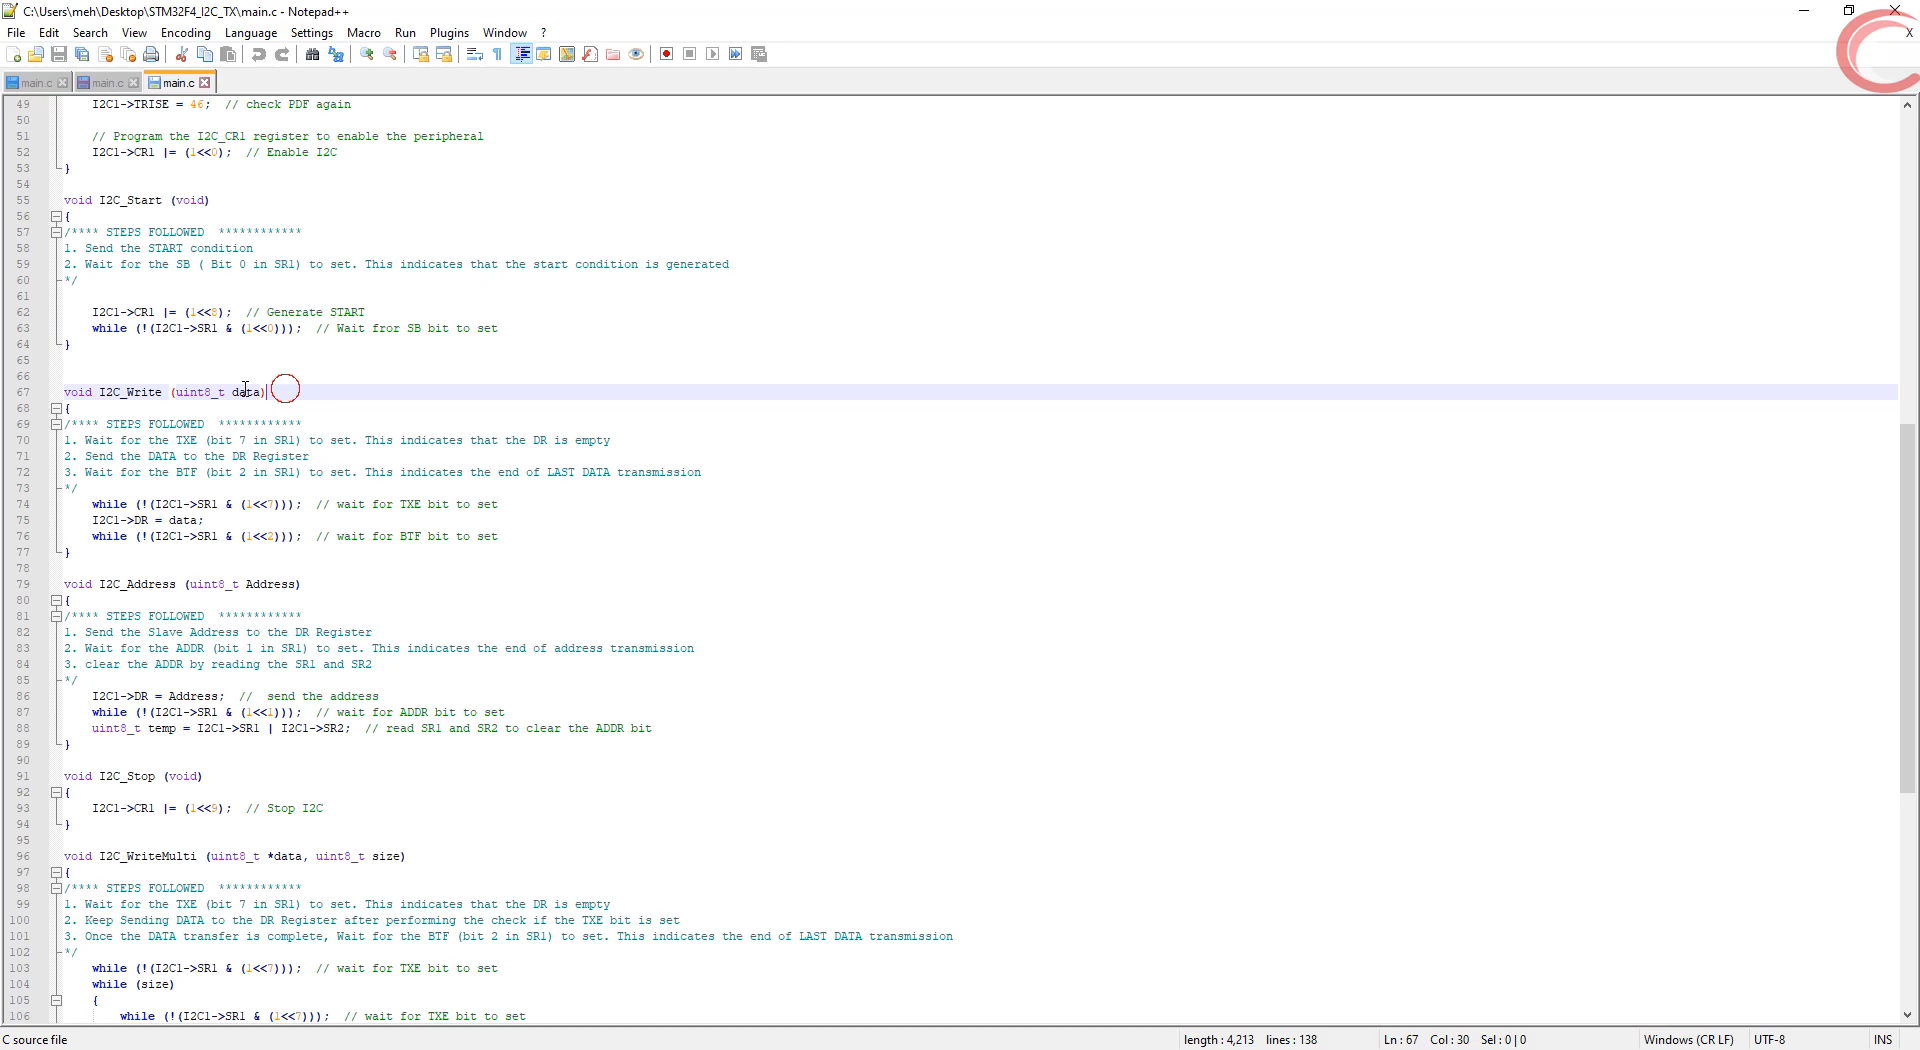 C:\Users\meh\Desktop\STM32F4_I2C_TX\main.c - Notepad++
File Edit Search View Encoding Language Settings Macro Run Plugins Window ? X
main.c main.c main.c
49 I2C1->TRISE = 46; // check PDF again
50
51 // Program the I2C_CR1 register to enable the peripheral
52 I2C1->CR1 |= (1<<0); // Enable I2C
53 }
54
55 void I2C_Start (void)
56 {
57 /**** STEPS FOLLOWED ************
58 1. Send the START condition
59 2. Wait for the SB ( Bit 0 in SR1) to set. This indicates that the start condition is generated
60 */
61
62 I2C1->CR1 |= (1<<8); // Generate START
63 while (!(I2C1->SR1 & (1<<0))); // Wait fror SB bit to set
64 }
65
66
67 void I2C_Write (uint8_t data)
68 {
69 /**** STEPS FOLLOWED ************
70 1. Wait for the TXE (bit 7 in SR1) to set. This indicates that the DR is empty
71 2. Send the DATA to the DR Register
72 3. Wait for the BTF (bit 2 in SR1) to set. This indicates the end of LAST DATA transmission
73 */
74 while (!(I2C1->SR1 & (1<<7))); // wait for TXE bit to set
75 I2C1->DR = data;
76 while (!(I2C1->SR1 & (1<<2))); // wait for BTF bit to set
77 }
78
79 void I2C_Address (uint8_t Address)
80 {
81 /**** STEPS FOLLOWED ************
82 1. Send the Slave Address to the DR Register
83 2. Wait for the ADDR (bit 1 in SR1) to set. This indicates the end of address transmission
84 3. clear the ADDR by reading the SR1 and SR2
85 */
86 I2C1->DR = Address; // send the address
87 while (!(I2C1->SR1 & (1<<1))); // wait for ADDR bit to set
88 uint8_t temp = I2C1->SR1 | I2C1->SR2; // read SR1 and SR2 to clear the ADDR bit
89 }
90
91 void I2C_Stop (void)
92 {
93 I2C1->CR1 |= (1<<9); // Stop I2C
94 }
95
96 void I2C_WriteMulti (uint8_t *data, uint8_t size)
97 {
98 /**** STEPS FOLLOWED ************
99 1. Wait for the TXE (bit 7 in SR1) to set. This indicates that the DR is empty
100 2. Keep Sending DATA to the DR Register after performing the check if the TXE bit is set
101 3. Once the DATA transfer is complete, Wait for the BTF (bit 2 in SR1) to set. This indicates the end of LAST DATA transmission
102 */
103 while (!(I2C1->SR1 & (1<<7))); // wait for TXE bit to set
104 while (size)
105 {
106 while (!(I2C1->SR1 & (1<<7))); // wait for TXE bit to set
C source file length : 4,213 lines : 138 Ln : 67 Col : 30 Sel : 0 | 0 Windows (CR LF) UTF-8 INS